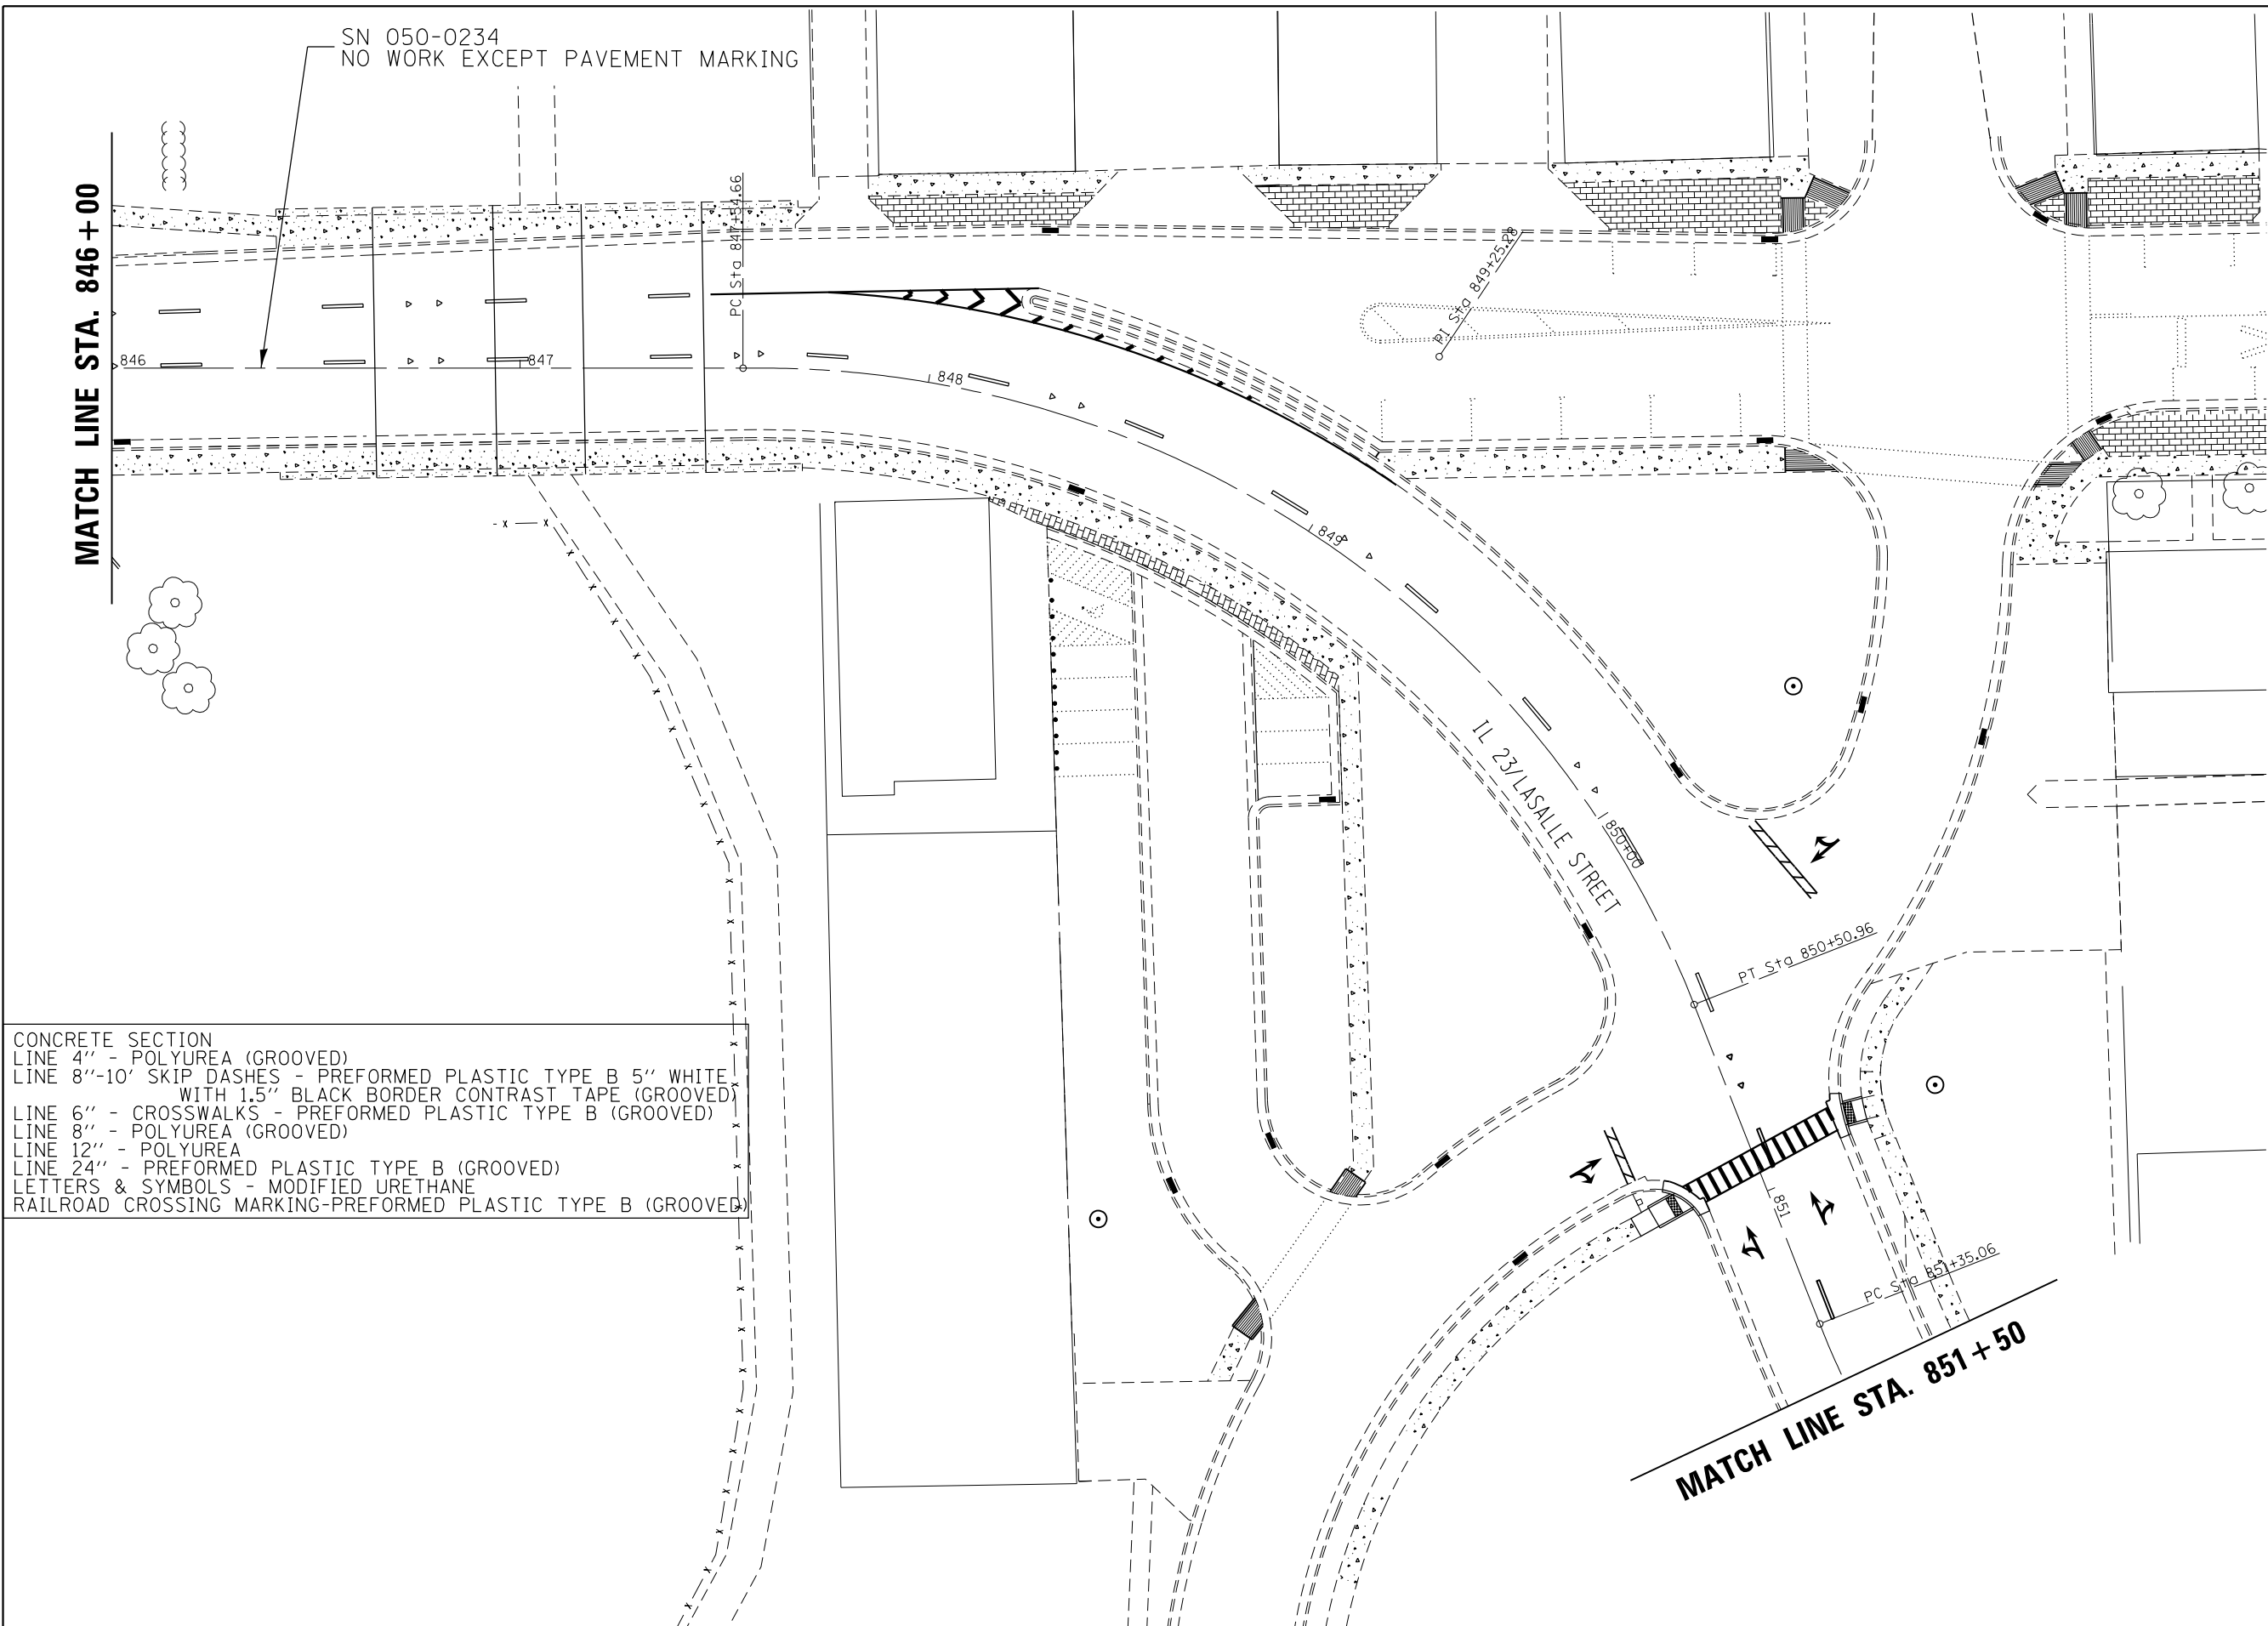 SN 050-0234
NO WORK EXCEPT PAVEMENT MARKING
MATCH LINE STA. 846+00
846
847
PC Sta 847+54.66
848
PI Sta 849+25.28
849
IL 23/LASALLE STREET
850+00
PT Sta 850+50.96
851
PC Sta 851+35.06
MATCH LINE STA. 851+50
CONCRETE SECTION
LINE 4'' - POLYUREA (GROOVED)
LINE 8''-10' SKIP DASHES - PREFORMED PLASTIC TYPE B 5'' WHITE
WITH 1.5'' BLACK BORDER CONTRAST TAPE (GROOVED)
LINE 6'' - CROSSWALKS - PREFORMED PLASTIC TYPE B (GROOVED)
LINE 8'' - POLYUREA (GROOVED)
LINE 12'' - POLYUREA
LINE 24'' - PREFORMED PLASTIC TYPE B (GROOVED)
LETTERS & SYMBOLS - MODIFIED URETHANE
RAILROAD CROSSING MARKING-PREFORMED PLASTIC TYPE B (GROOVED)